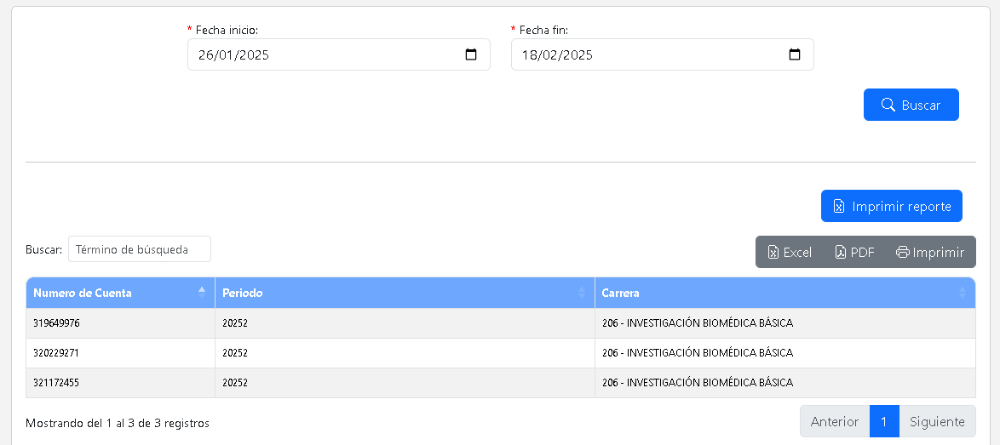 * Fecha inicio: * Fecha fin:
26/01/2025 18/02/2025
Buscar
Imprimir reporte
Buscar: Término de búsqueda Excel PDF Imprimir
Numero de Cuenta Periodo Carrera
319649976 20252 206 - INVESTIGACIÓN BIOMÉDICA BÁSICA
320229271 20252 206 - INVESTIGACIÓN BIOMÉDICA BÁSICA
321172455 20252 206 - INVESTIGACIÓN BIOMÉDICA BÁSICA
Mostrando del 1 al 3 de 3 registros Anterior 1 Siguiente